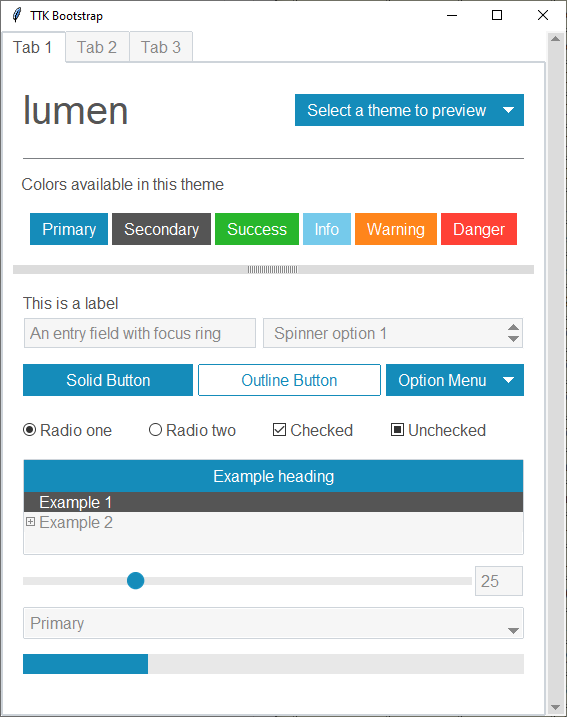 TTK Bootstrap
Tab 1 Tab 2 Tab 3
lumen
Select a theme to preview
Colors available in this theme
Primary Secondary Success Info Warning Danger
This is a label
An entry field with focus ring Spinner option 1
Solid Button Outline Button Option Menu
Radio one Radio two Checked Unchecked
Example heading
Example 1
Example 2
25
Primary